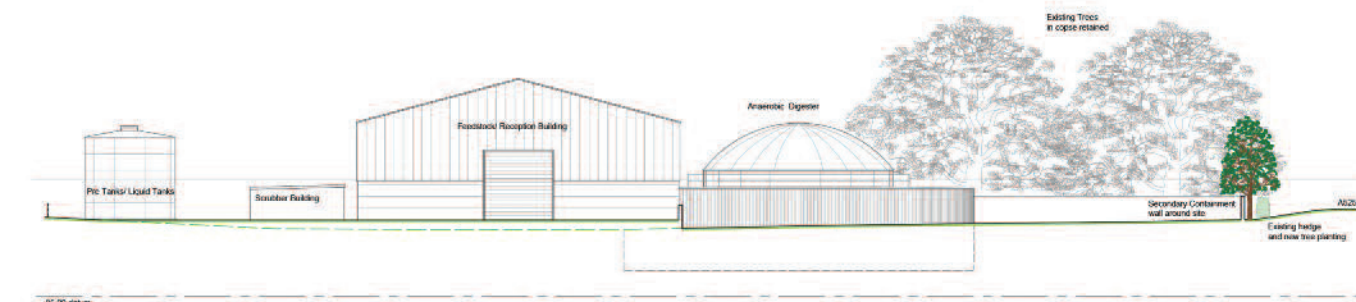 Existing Trees
in copse retained
Anaerobic Digester
Feedstock/ Reception Building
Pre Tanks/ Liquid Tanks
Scrubber Building
Secondary Containment
wall around site
Existing hedge
and new tree planting